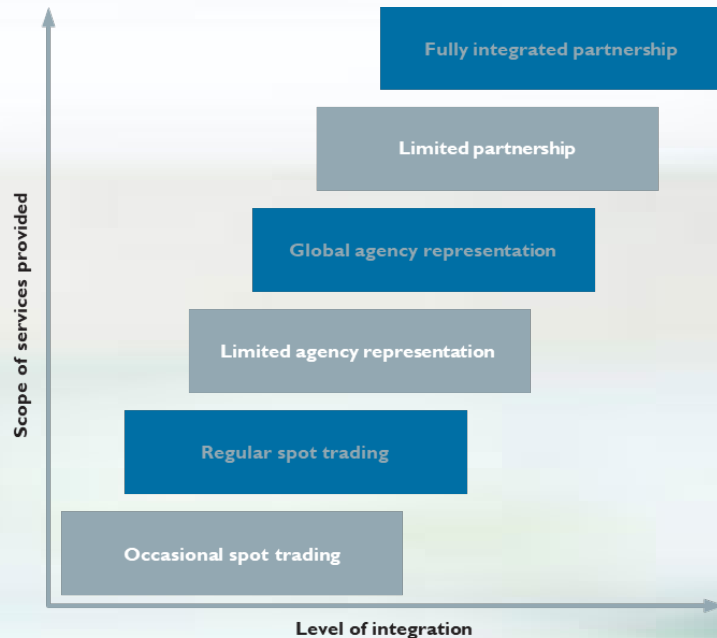 Fully integrated partnership
Limited partnership
Global agency representation
Limited agency representation
Regular spot trading
Occasional spot trading
Scope of services provided
Level of integration